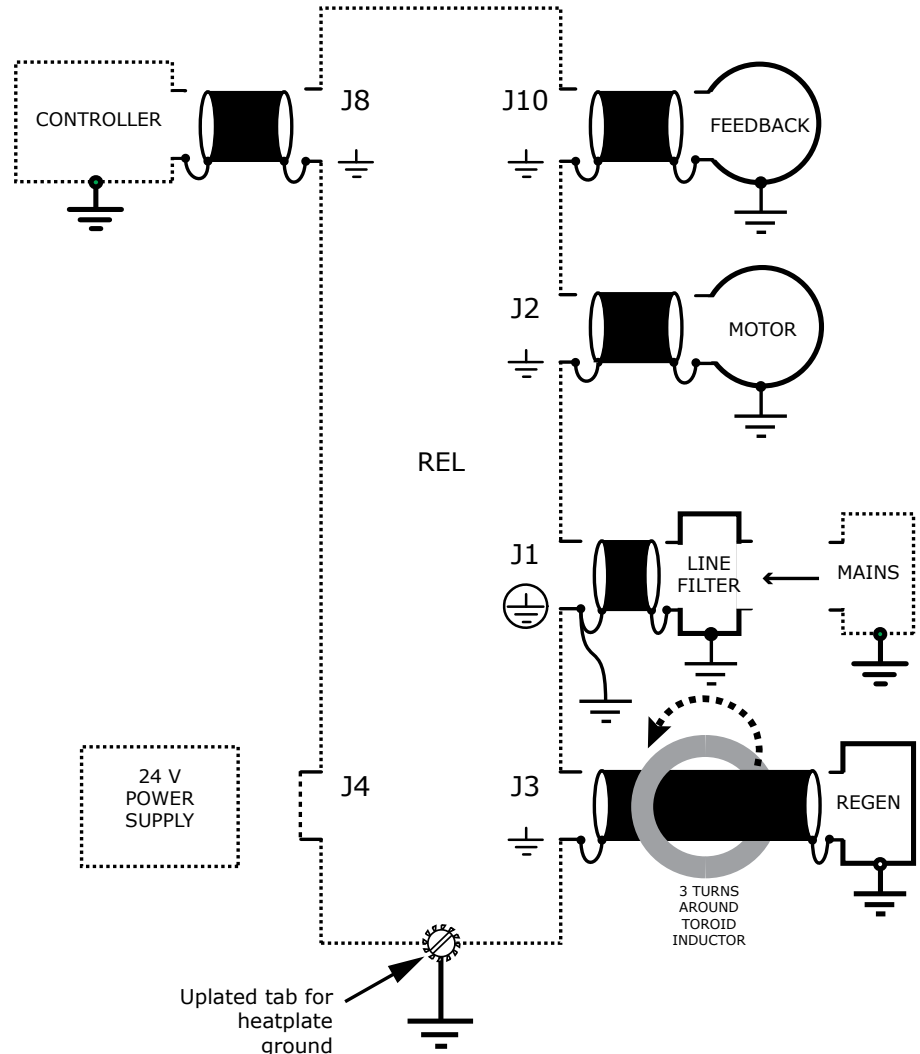 CONTROLLER
J8
J10
FEEDBACK
J2
MOTOR
REL
J1
LINE
FILTER
MAINS
24 V
POWER
SUPPLY
J4
J3
REGEN
3 TURNS
AROUND
TOROID
INDUCTOR
Uplated tab for
heatplate
ground